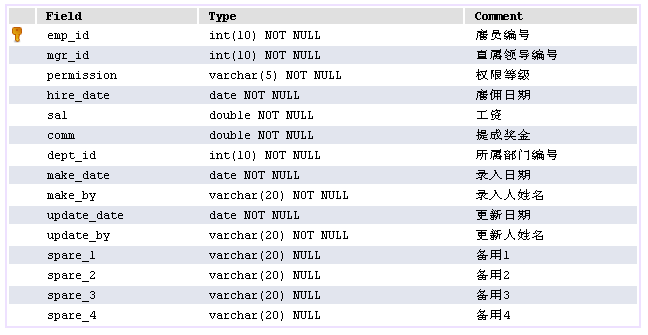 Field Type Comment
emp_id int(10) NOT NULL 雇员编号
mgr_id int(10) NOT NULL 直属领导编号
permission varchar(5) NOT NULL 权限等级
hire_date date NOT NULL 雇佣日期
sal double NOT NULL 工资
comm double NOT NULL 提成奖金
dept_id int(10) NOT NULL 所属部门编号
make_date date NOT NULL 录入日期
make_by varchar(20) NOT NULL 录入人姓名
update_date date NOT NULL 更新日期
update_by varchar(20) NOT NULL 更新人姓名
spare_1 varchar(20) NULL 备用1
spare_2 varchar(20) NULL 备用2
spare_3 varchar(20) NULL 备用3
spare_4 varchar(20) NULL 备用4